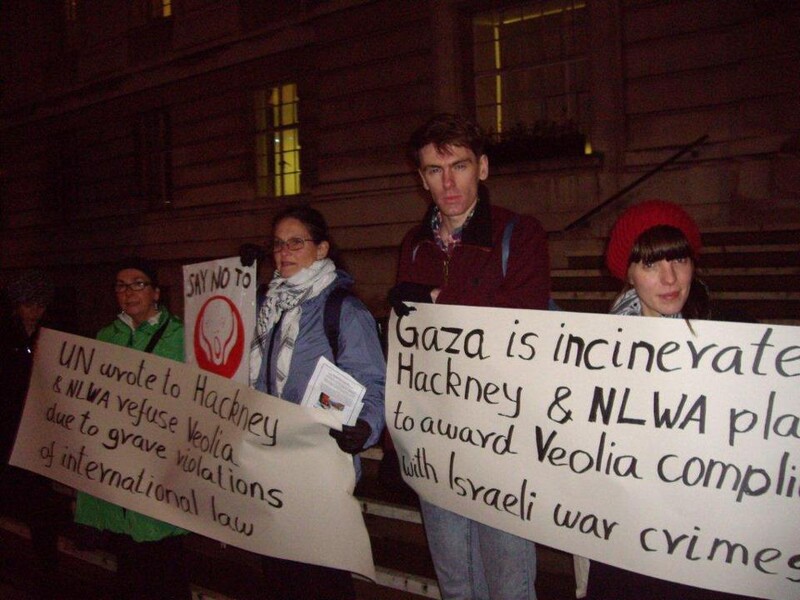 UN wrote to Hackney
& NLWA refuse Veolia
due to grave violations
of international law
SAY NO TO
Gaza is incinerate
Hackney & NLWA pla
to award Veolia compli
with Israeli war crimes